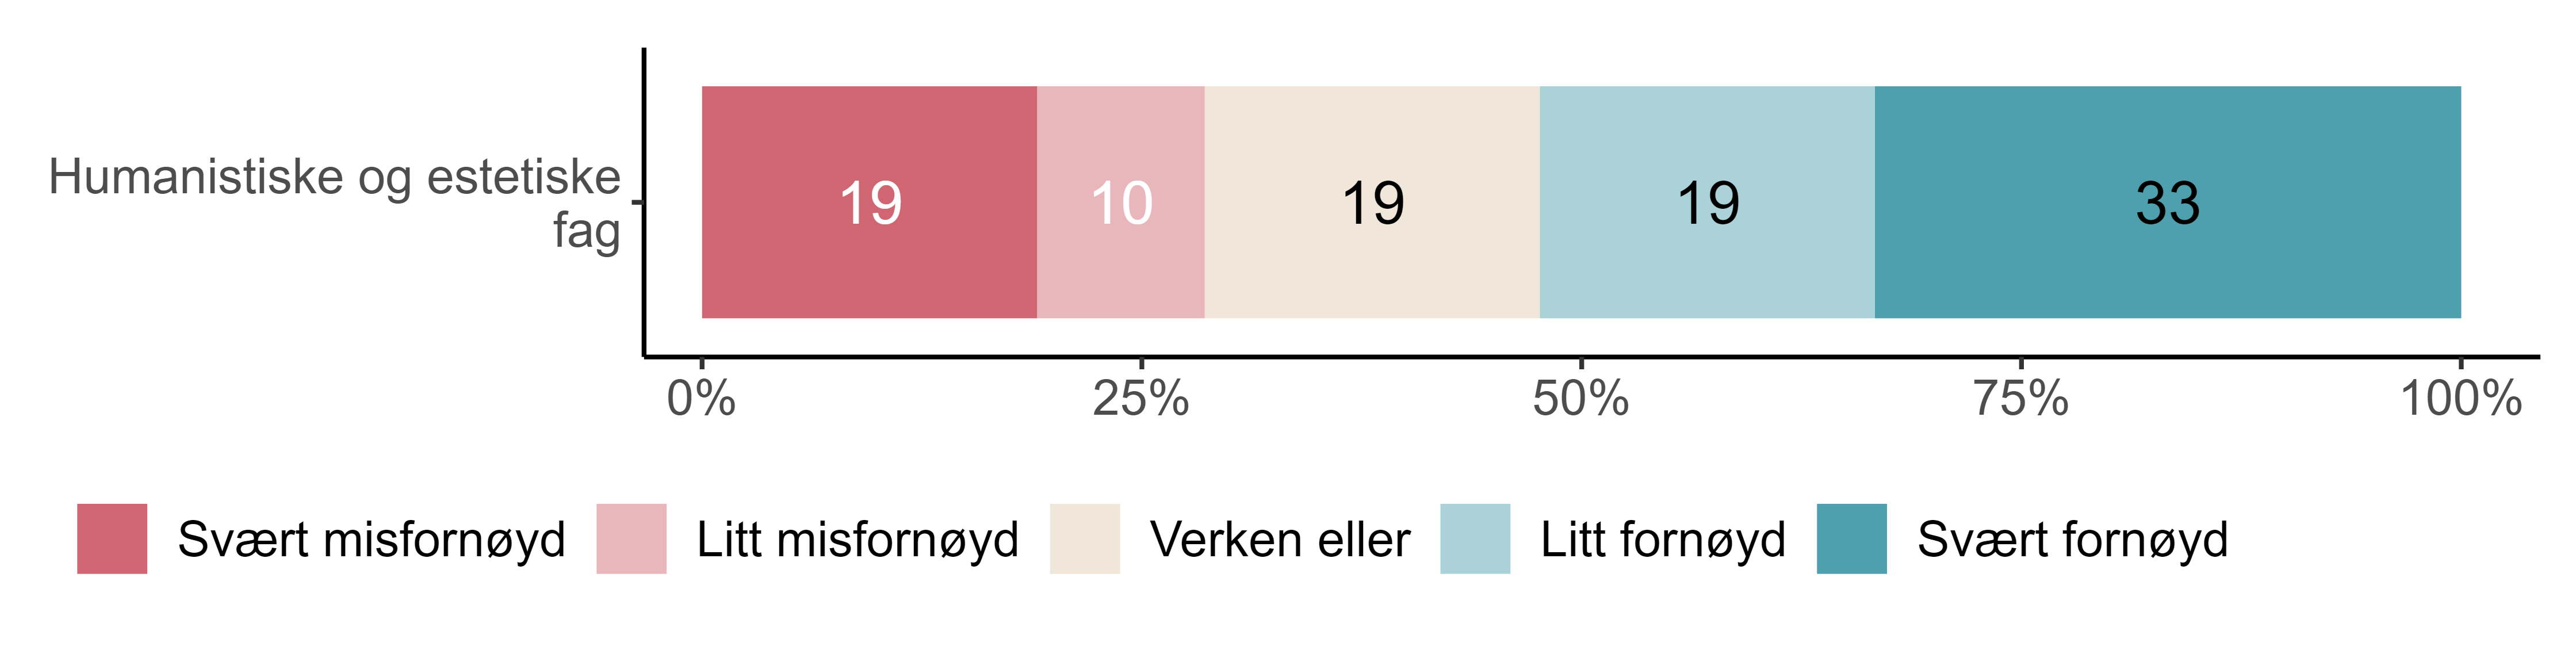 Humanistiske og estetiske
fag
19 10 19 19 33
0% 25% 50% 75% 100%
Svært misfornøyd Litt misfornøyd Verken eller Litt fornøyd Svært fornøyd